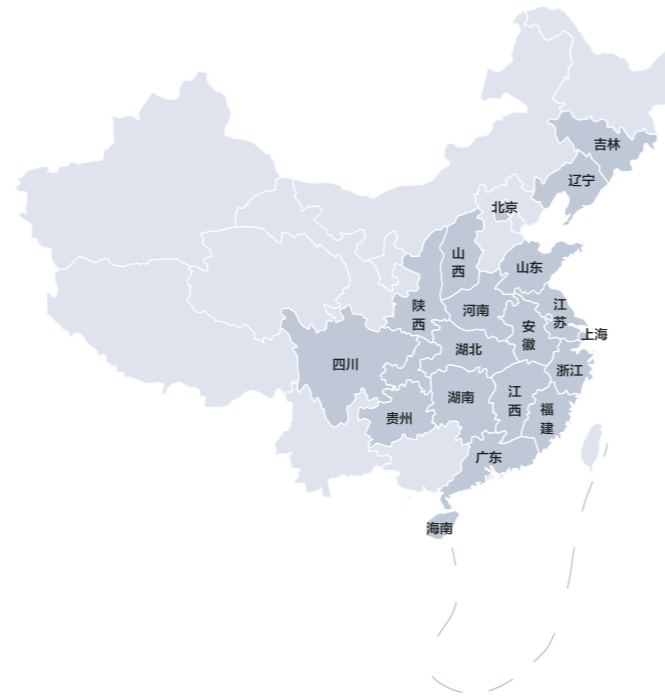 吉林
辽宁
北京
山
西
山东
陕
西
河南
江
苏
安
徽
上海
湖北
四川
浙江
湖南
江
西
贵州
福
建
广东
海南